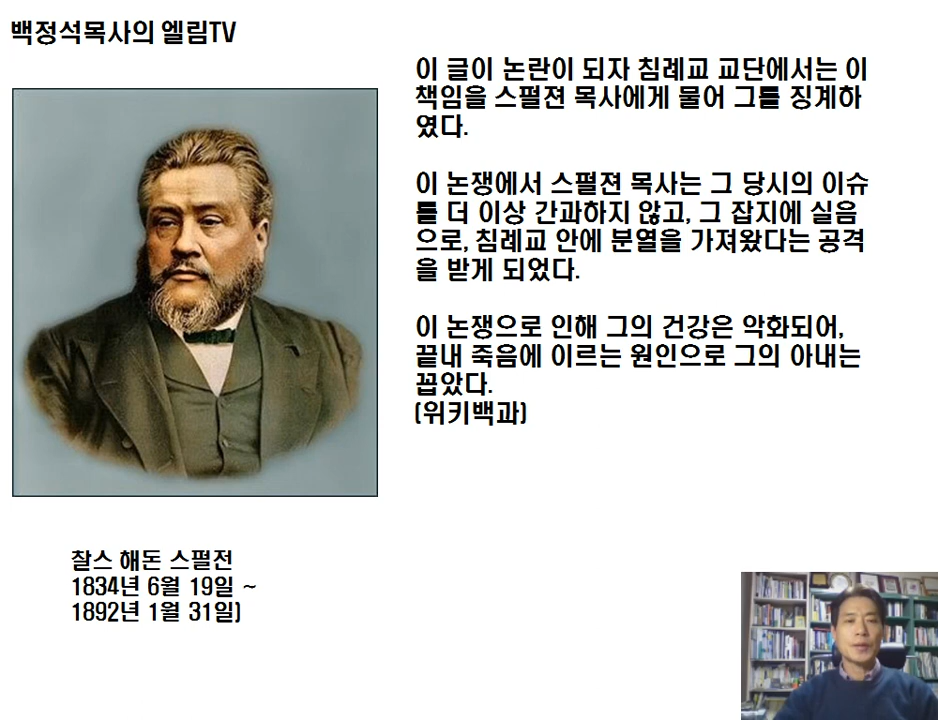 백정석목사의 엘림TV
이 글이 논란이 되자 침례교 교단에서는 이
책임을 스펄젼 목사에게 물어 그를 징계하
였다.
이 논쟁에서 스펄젼 목사는 그 당시의 이슈
를 더 이상 간과하지 않고, 그 잡지에 실음
으로, 침례교 안에 분열을 가져왔다는 공격
을 받게 되었다.
이 논쟁으로 인해 그의 건강은 악화되어,
끝내 죽음에 이르는 원인으로 그의 아내는
꼽았다.
(위키백과)
찰스 해돈 스펄전
1834년 6월 19일 ~
1892년 1월 31일)